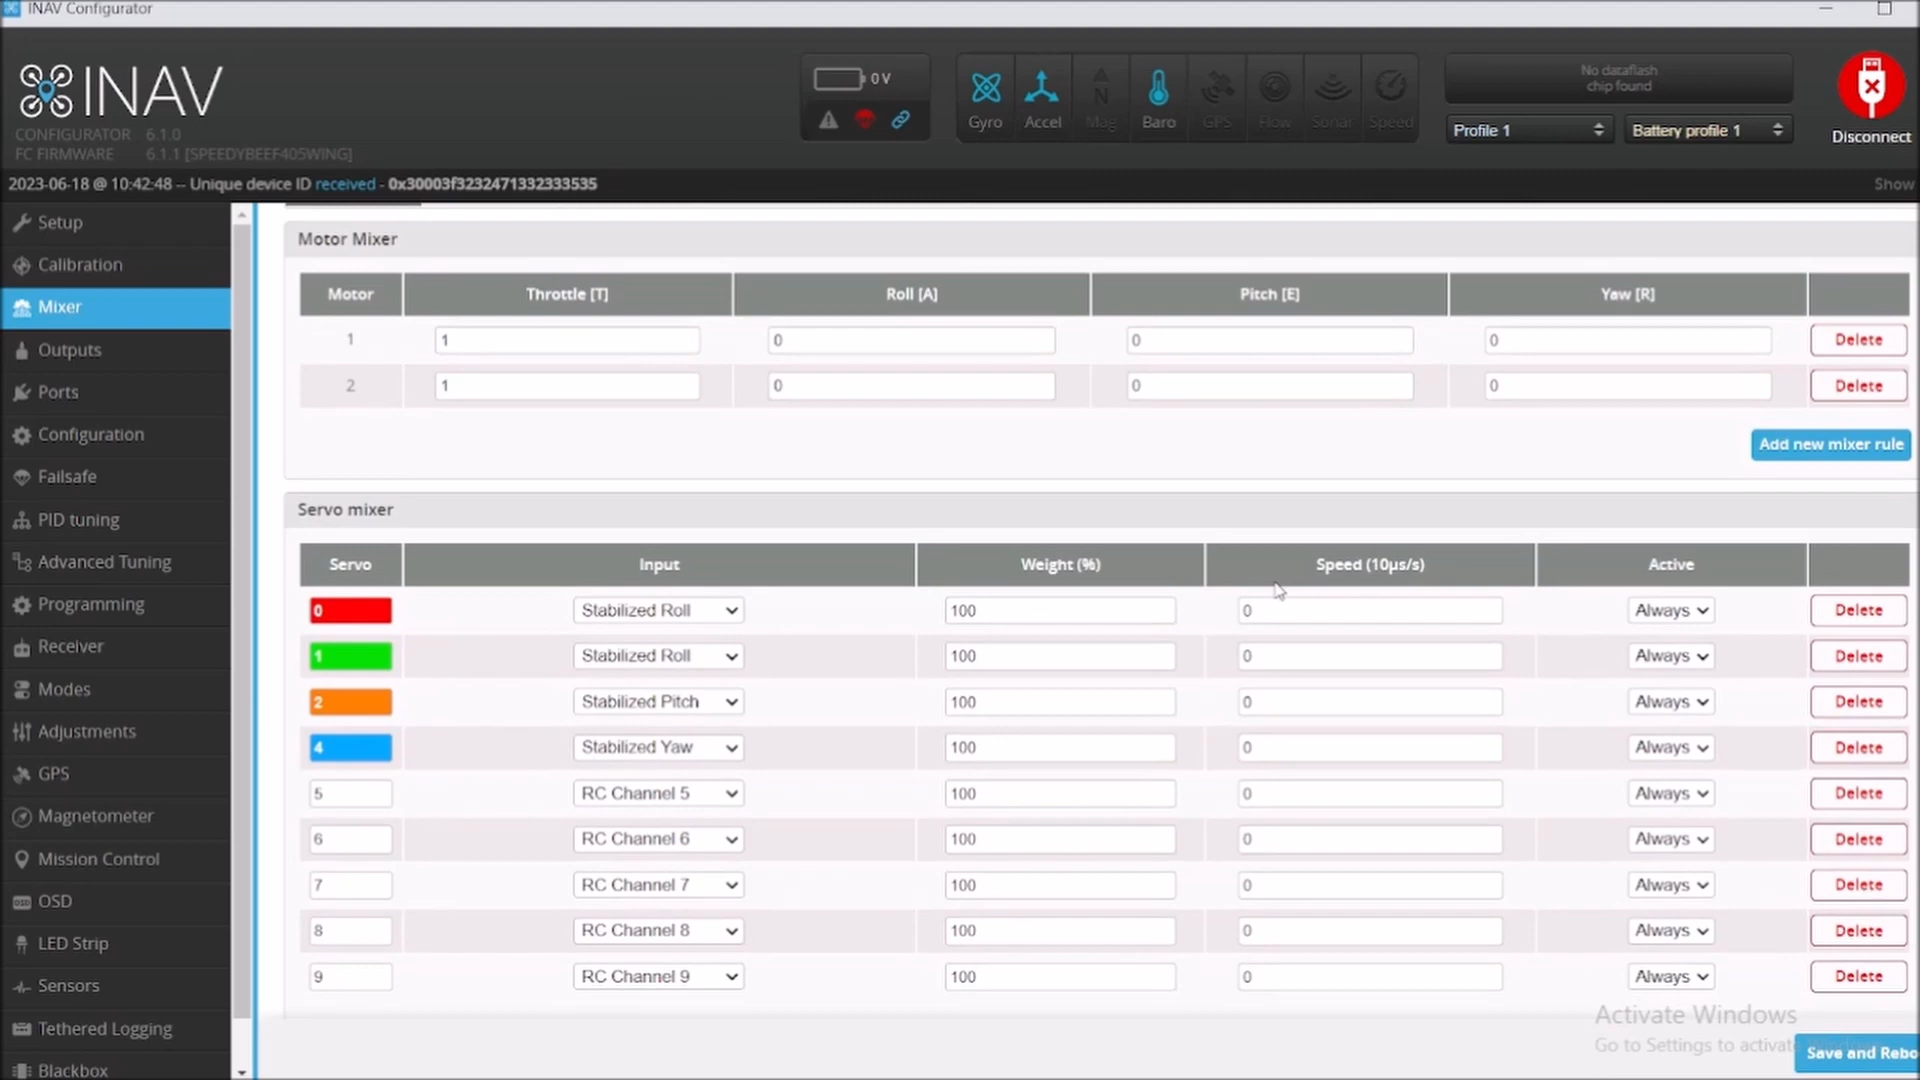 INAV Configurator
INAV
CONFIGURATOR 6.1.0
FC FIRMWARE 6.1.1 [SPEEDYBEEF405WING]
0 V
Gyro Accel Mag Baro GPS Flow Sonar Speed
No dataflash
chip found
Profile 1
Battery profile 1
Disconnect
2023-06-18 @ 10:42:48 -- Unique device ID received - 0x30003f3232471332333535
Show
Setup
Calibration
Mixer
Outputs
Ports
Configuration
Failsafe
PID tuning
Advanced Tuning
Programming
Receiver
Modes
Adjustments
GPS
Magnetometer
Mission Control
OSD
LED Strip
Sensors
Tethered Logging
Blackbox
Motor Mixer
Motor Throttle [T] Roll [A] Pitch [E] Yaw [R]
1 1 0 0 0 Delete
2 1 0 0 0 Delete
Add new mixer rule
Servo mixer
Servo Input Weight (%) Speed (10µs/s) Active
0 Stabilized Roll 100 0 Always Delete
1 Stabilized Roll 100 0 Always Delete
2 Stabilized Pitch 100 0 Always Delete
4 Stabilized Yaw 100 0 Always Delete
5 RC Channel 5 100 0 Always Delete
6 RC Channel 6 100 0 Always Delete
7 RC Channel 7 100 0 Always Delete
8 RC Channel 8 100 0 Always Delete
9 RC Channel 9 100 0 Always Delete
Activate Windows
Go to Settings to activate
Save and Rebo